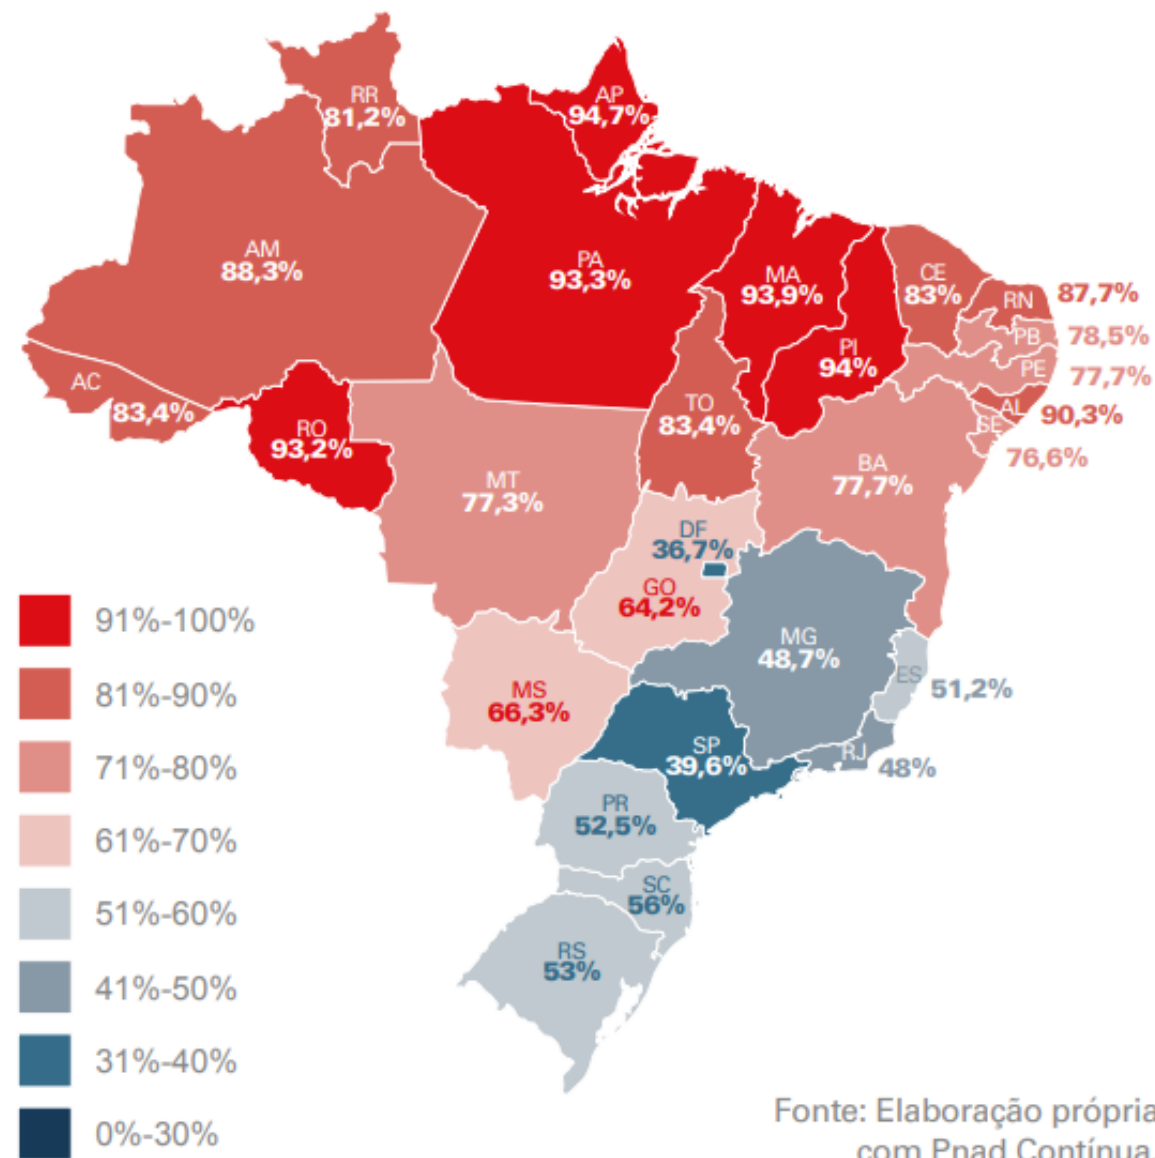 RR
81,2%
AP
94,7%
AM
88,3%
PA
93,3%
MA
93,9%
CE
83%
RN
87,7%
PB
78,5%
PI
94%
PE
77,7%
AC
83,4%
TO
83,4%
AL
90,3%
SE
76,6%
RO
93,2%
BA
77,7%
MT
77,3%
DF
36,7%
GO
64,2%
MG
48,7%
ES
51,2%
MS
66,3%
SP
39,6%
RJ
48%
PR
52,5%
SC
56%
RS
53%
91%-100%
81%-90%
71%-80%
61%-70%
51%-60%
41%-50%
31%-40%
0%-30%
Fonte: Elaboração própria
com Pnad Contínua